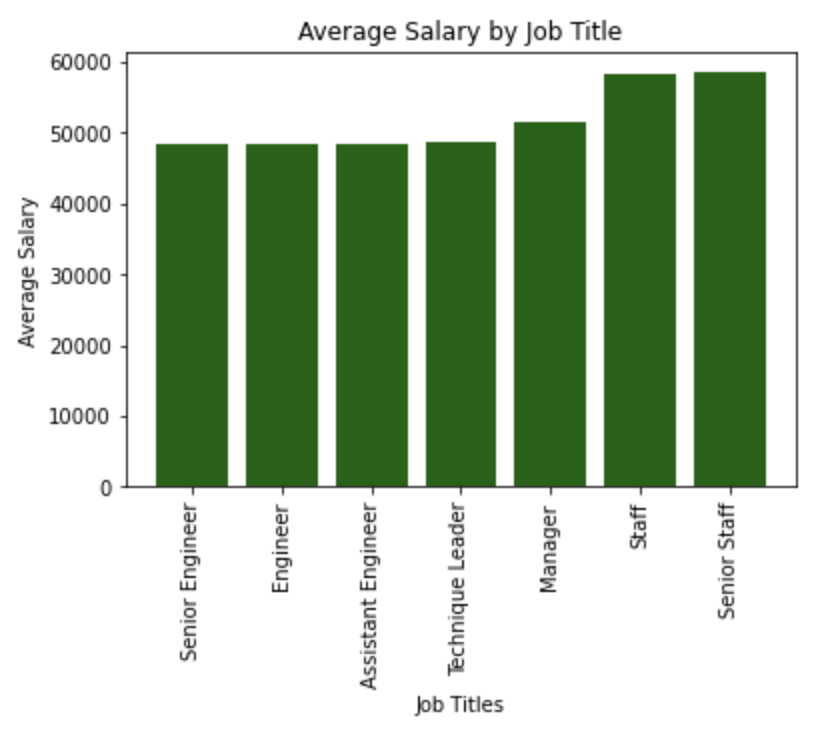 Average Salary by Job Title
60000
50000
40000
30000
20000
10000
0
Average Salary
Senior Engineer
Engineer
Assistant Engineer
Technique Leader
Manager
Staff
Senior Staff
Job Titles